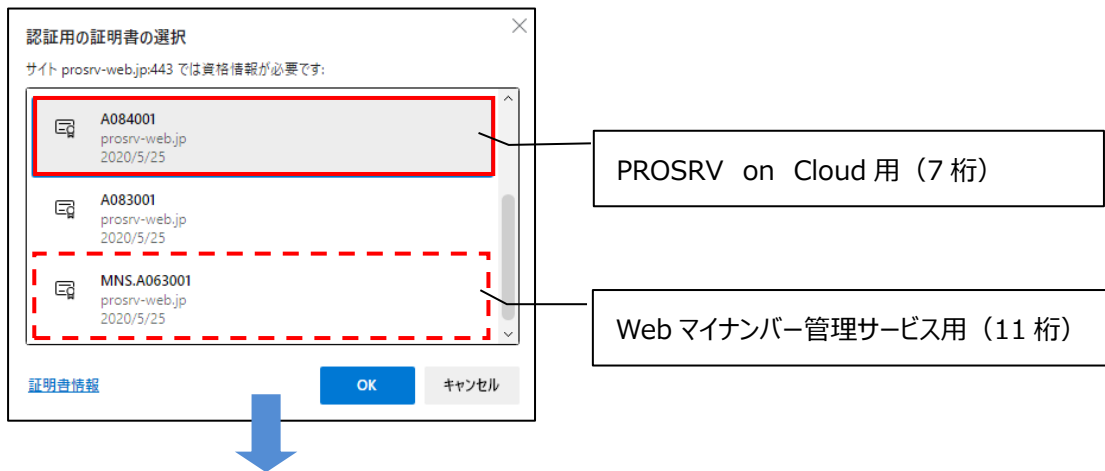 認証用の証明書の選択
サイト prosrv-web.jp:443 では資格情報が必要です:
A084001
prosrv-web.jp
2020/5/25
A083001
prosrv-web.jp
2020/5/25
MNS.A063001
prosrv-web.jp
2020/5/25
証明書情報
OK
キャンセル
PROSRV on Cloud 用（7 桁）
Web マイナンバー管理サービス用（11 桁）